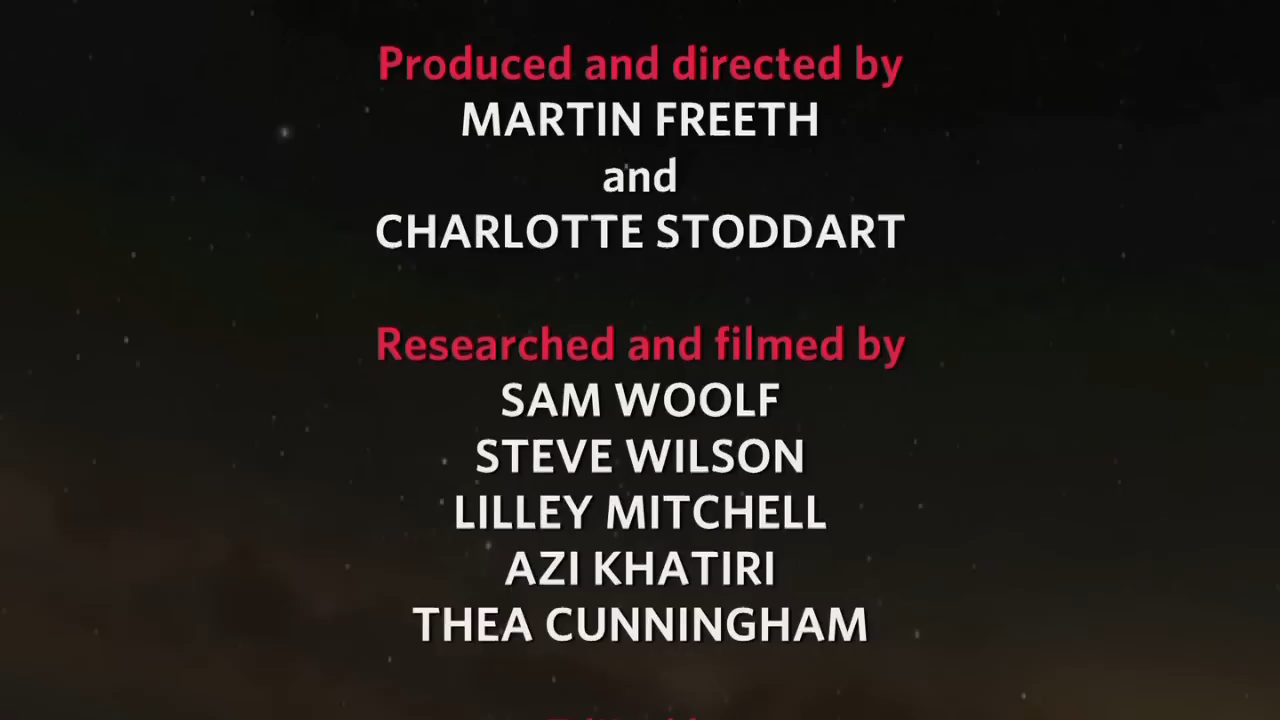 Produced and directed by
MARTIN FREETH
and
CHARLOTTE STODDART
Researched and filmed by
SAM WOOLF
STEVE WILSON
LILLEY MITCHELL
AZI KHATIRI
THEA CUNNINGHAM